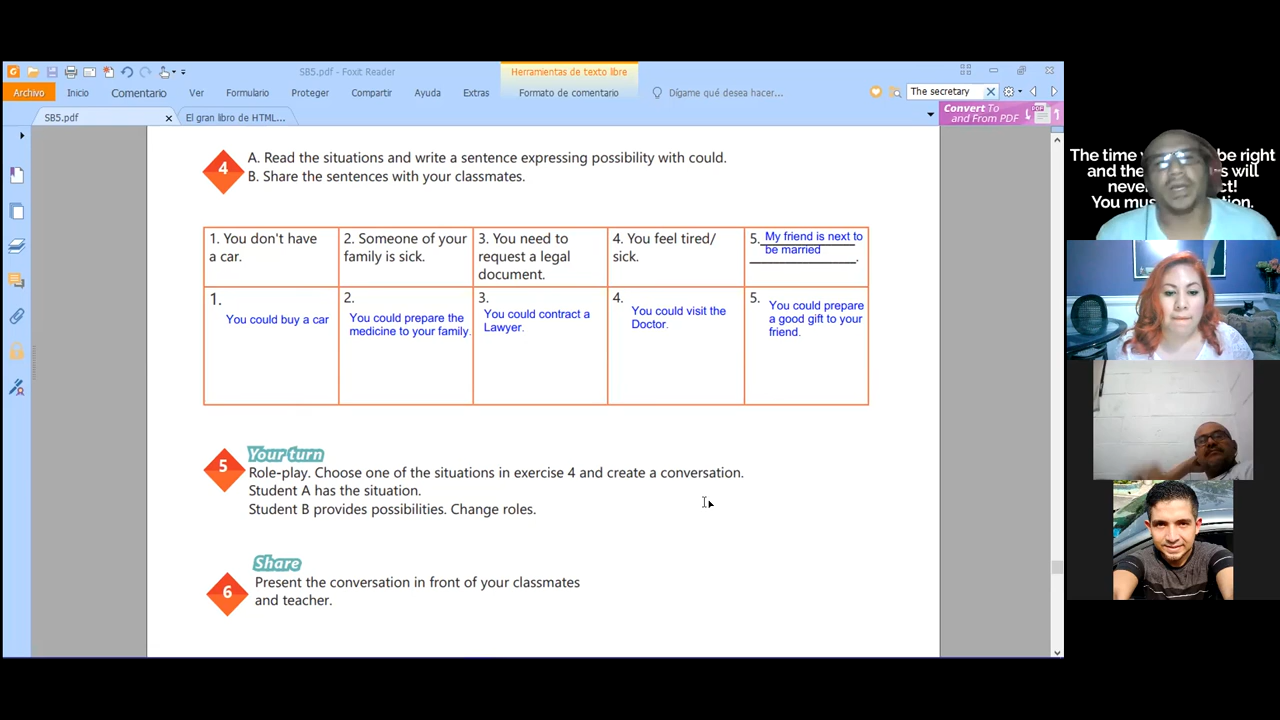 SB5.pdf - Foxit Reader
Herramientas de texto libre
Archivo
Inicio
Comentario
Ver
Formulario
Proteger
Compartir
Ayuda
Extras
Formato de comentario
Dígame qué desea hacer...
The secretary
SB5.pdf
El gran libro de HTML...
Convert To
and From PDF
4
A. Read the situations and write a sentence expressing possibility with could.
B. Share the sentences with your classmates.
1. You don't have
a car.
2. Someone of your
family is sick.
3. You need to
request a legal
document.
4. You feel tired/
sick.
5. My friend is next to
be married
1.
You could buy a car
2.
You could prepare the
medicine to your family.
3.
You could contract a
Lawyer.
4.
You could visit the
Doctor.
5.
You could prepare
a good gift to your
friend.
5
Your turn
Role-play. Choose one of the situations in exercise 4 and create a conversation.
Student A has the situation.
Student B provides possibilities. Change roles.
6
Share
Present the conversation in front of your classmates
and teacher.
The time be right
and the will
never
You